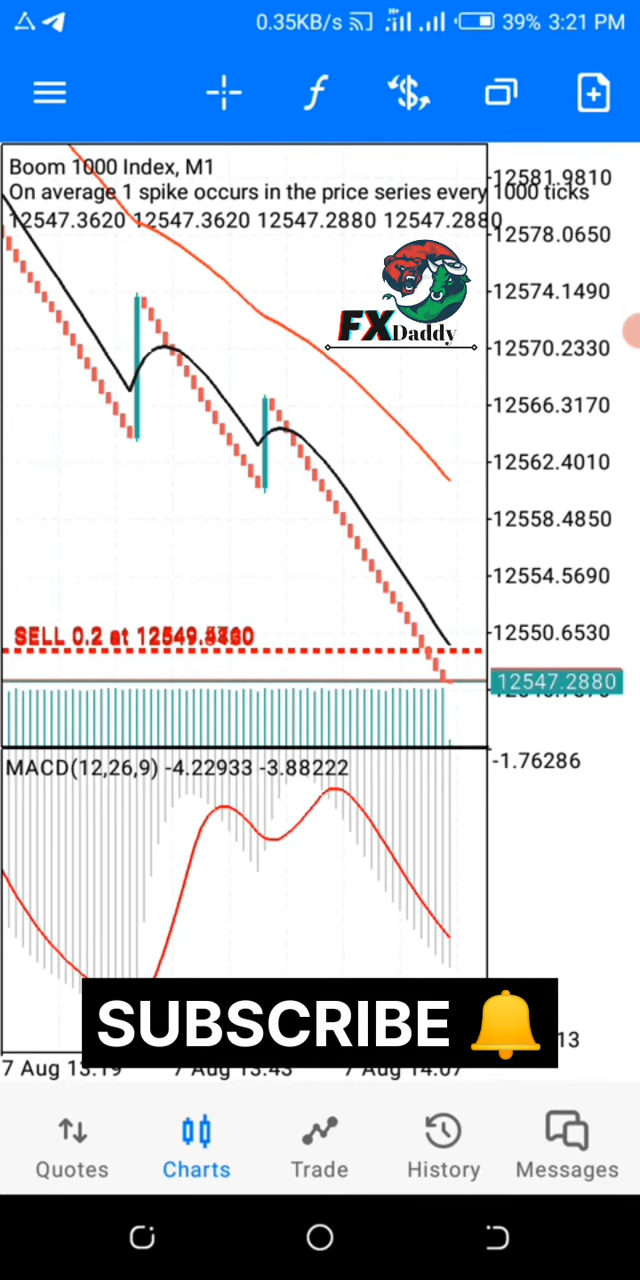 0.35KB/s 39% 3:21 PM
Boom 1000 Index, M1
On average 1 spike occurs in the price series every 1000 ticks
12547.3620 12547.3620 12547.2880 12547.2880
12581.9810
12578.0650
12574.1490
FX Daddy
12570.2330
12566.3170
12562.4010
12558.4850
12554.5690
12550.6530
SELL 0.2 at
12547.2880
MACD(12,26,9) -4.22933 -3.88222
-1.76286
SUBSCRIBE
13
7 Aug 13:19 7 Aug 13:43 7 Aug 14:07
Quotes Charts Trade History Messages